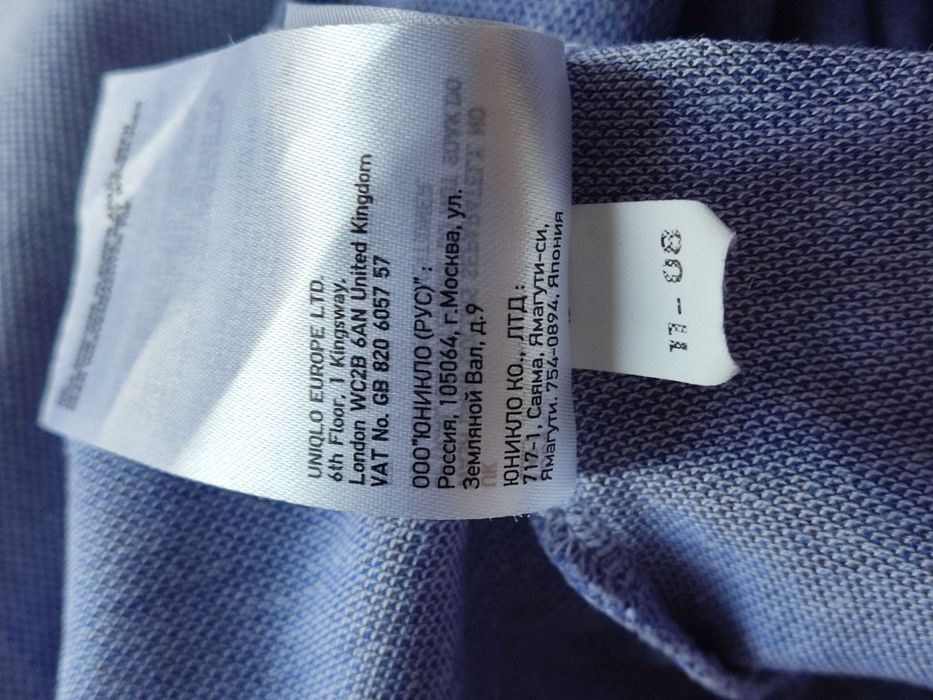 UNIQLO EUROPE LTD.
6th Floor, 1 Kingsway,
London WC2B 6AN United Kingdom
VAT No. GB 820 6057 57
ООО"ЮНИКЛО (РУС)" :
Россия, 105064, г.Москва, ул.
Земляной Вал, д.9
ЮНИКЛО КО., ЛТД :
717-1, Саяма, Ямагути-си,
Ямагути. 754-0894, Япония
11-08